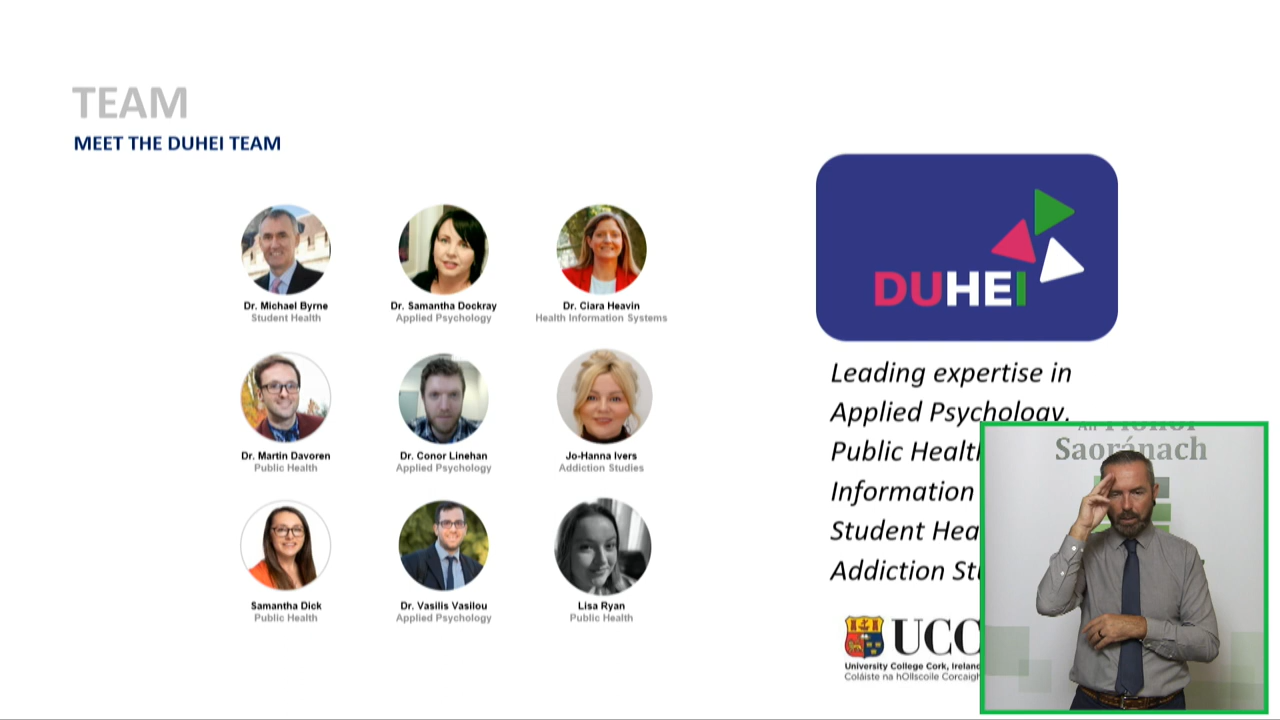 TEAM
MEET THE DUHEI TEAM
Dr. Michael Byrne
Student Health
Dr. Samantha Dockray
Applied Psychology
Dr. Ciara Heavin
Health Information Systems
Dr. Martin Davoren
Public Health
Dr. Conor Linehan
Applied Psychology
Jo-Hanna Ivers
Addiction Studies
Samantha Dick
Public Health
Dr. Vasilis Vasilou
Applied Psychology
Lisa Ryan
Public Health
DUHEI
Leading expertise in
Applied Psychology,
Public Health
Information
Student Hea
Addiction St
UCC
University College Cork, Ireland
Coláiste na hOllscoile Corcaigh
Saoránach